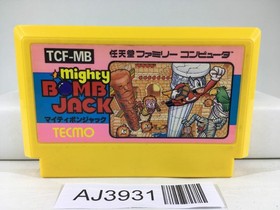 TCF-MB
任天堂ファミリーコンピュータ
Mighty
BOMB
JACK
マイティボンジャック
TECMO
AJ3931